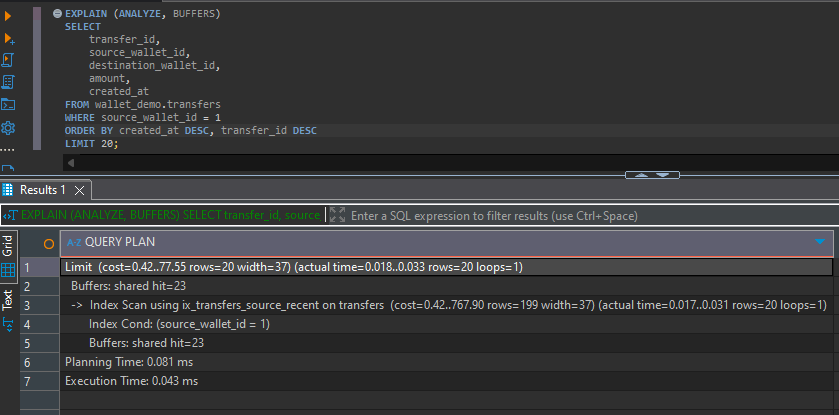 EXPLAIN (ANALYZE, BUFFERS)
SELECT
transfer_id,
source_wallet_id,
destination_wallet_id,
amount,
created_at
FROM wallet_demo.transfers
WHERE source_wallet_id = 1
ORDER BY created_at DESC, transfer_id DESC
LIMIT 20;
Results 1
EXPLAIN (ANALYZE, BUFFERS) SELECT transfer_id, source_ Enter a SQL expression to filter results (use Ctrl+Space)
Grid
Text
A-Z QUERY PLAN
1 Limit (cost=0.42..77.55 rows=20 width=37) (actual time=0.018..0.033 rows=20 loops=1)
2 Buffers: shared hit=23
3 -> Index Scan using ix_transfers_source_recent on transfers (cost=0.42..767.90 rows=199 width=37) (actual time=0.017..0.031 rows=20 loops=1)
4 Index Cond: (source_wallet_id = 1)
5 Buffers: shared hit=23
6 Planning Time: 0.081 ms
7 Execution Time: 0.043 ms